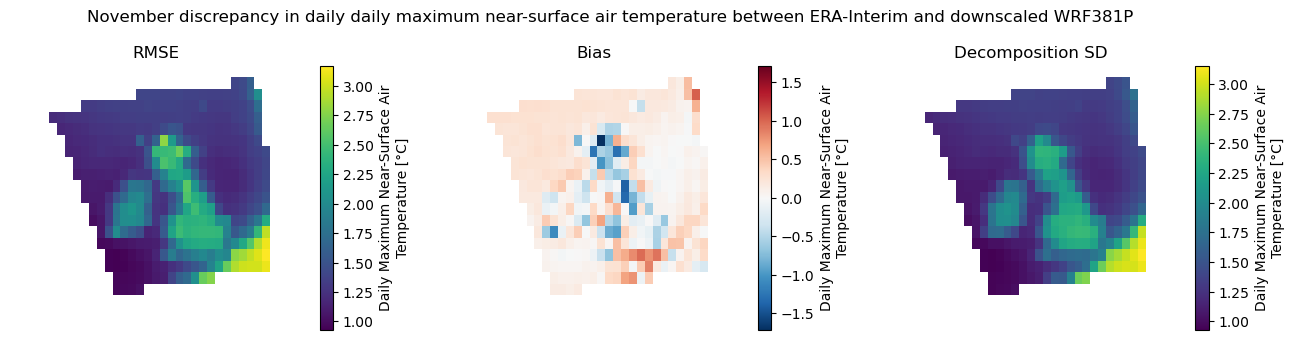 November discrepancy in daily daily maximum near-surface air temperature between ERA-Interim and downscaled WRF381P
RMSE
3.00
2.75
2.50
2.25
2.00
1.75
1.50
1.25
1.00
Daily Maximum Near-Surface Air
Temperature [°C]
Bias
1.5
1.0
0.5
0.0
−0.5
−1.0
−1.5
Daily Maximum Near-Surface Air
Temperature [°C]
Decomposition SD
3.00
2.75
2.50
2.25
2.00
1.75
1.50
1.25
1.00
Daily Maximum Near-Surface Air
Temperature [°C]